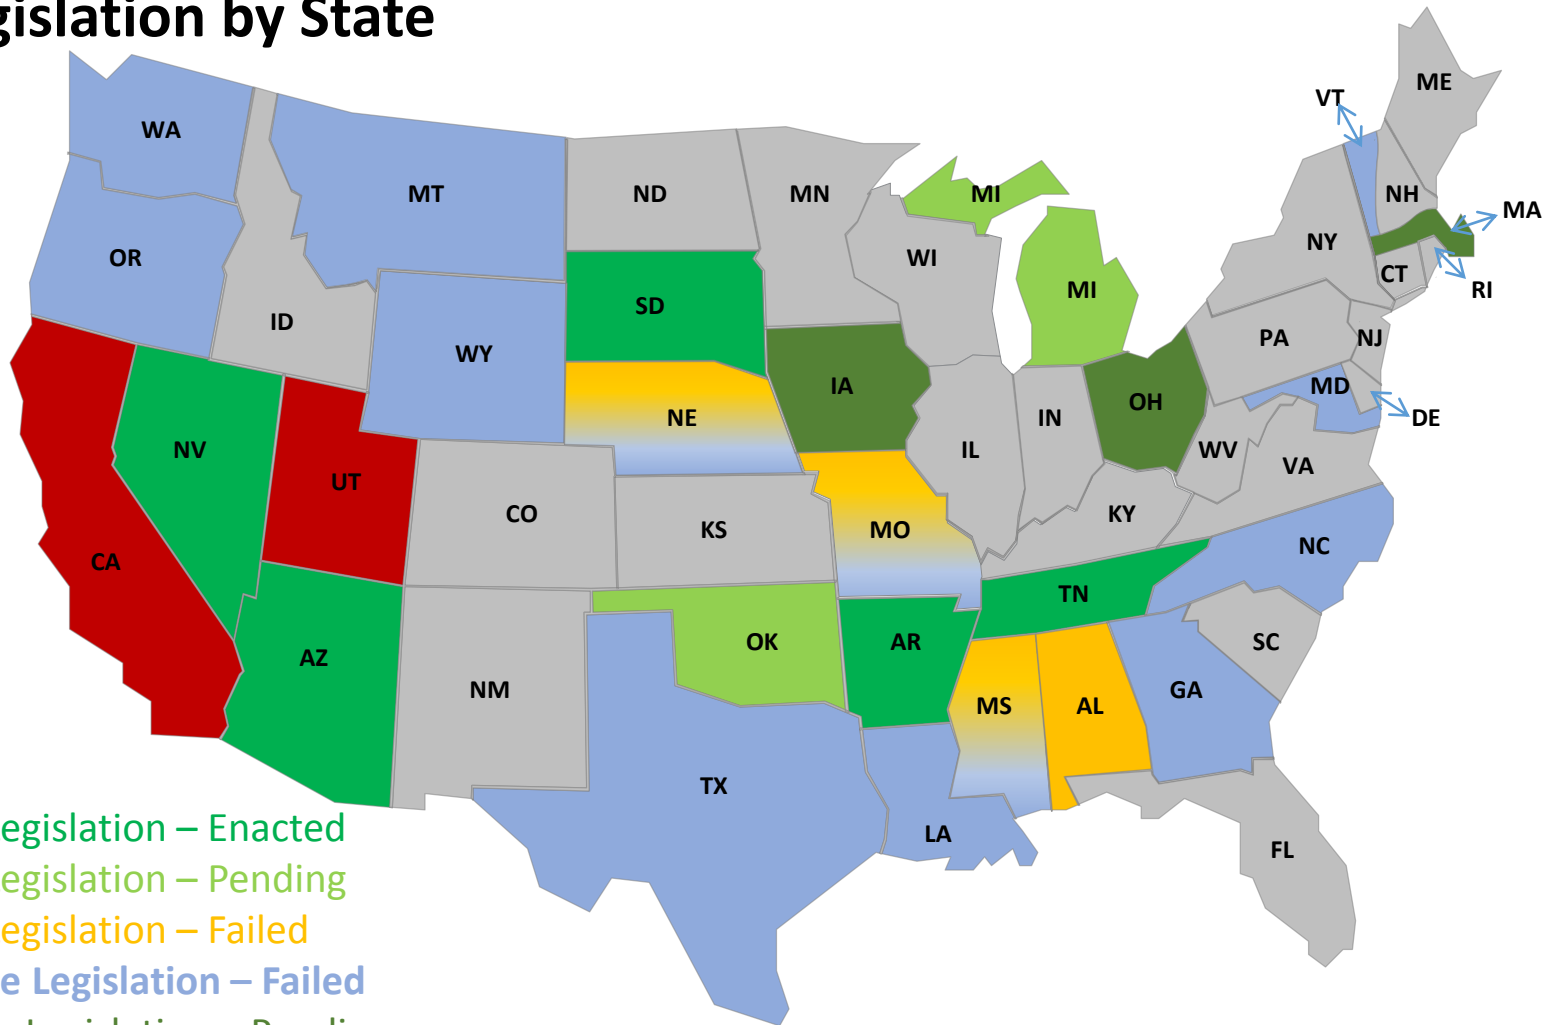 gislation by State
ME
VT
WA
MT
ND
MN
MI
NH
MA
NY
OR
WI
CT
MI
RI
SD
ID
PA
NJ
WY
IA
MD
OH
NE
IN
DE
NV
IL
WV
VA
UT
CO
KS
MO
KY
NC
CA
TN
AZ
OK
AR
SC
NM
MS
AL
GA
TX
LA
FL
egislation – Enacted
egislation – Pending
egislation – Failed
e Legislation – Failed